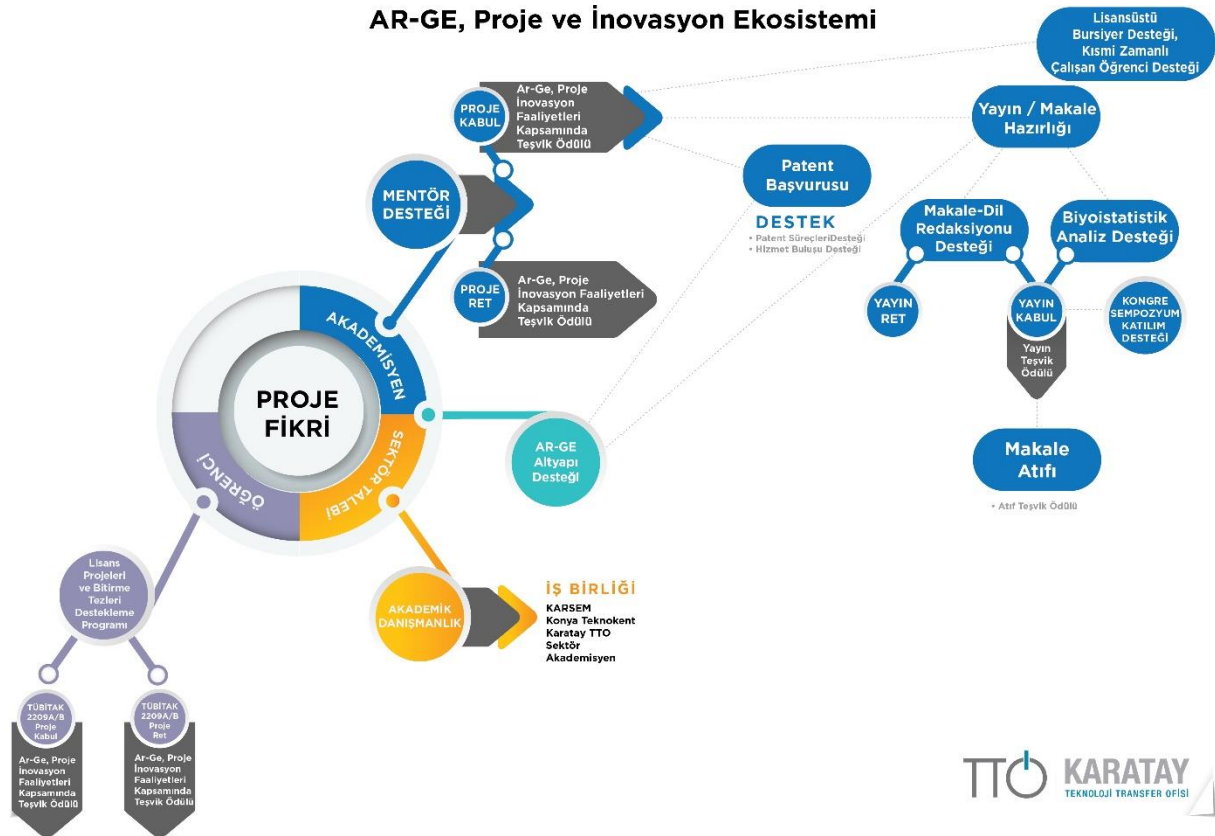 AR-GE, Proje ve İnovasyon Ekosistemi
Lisansüstü
Bursiyer Desteği,
Kısmi Zamanlı
Çalışan Öğrenci Desteği
PROJE
KABUL
Ar-Ge, Proje
İnovasyon
Faaliyetleri
Kapsamında
Teşvik Ödülü
Yayın / Makale
Hazırlığı
Patent
Başvurusu
DESTEK
• Patent SüreçleriDesteği
• Hizmet Buluşu Desteği
MENTÖR
DESTEĞİ
Makale-Dil
Redaksiyonu
Desteği
Biyoistatistik
Analiz Desteği
PROJE
RET
Ar-Ge, Proje
İnovasyon Faaliyetleri
Kapsamında
Teşvik Ödülü
YAYIN
RET
YAYIN
KABUL
KONGRE
SEMPOZYUM
KATILIM
DESTEĞİ
Yayın
Teşvik
Ödülü
Makale
Atıfı
• Atıf Teşvik Ödülü
PROJE
FİKRİ
AKADEMİSYEN
SEKTÖR TALEBİ
ÖĞRENCİ
AR-GE
Altyapı
Desteği
AKADEMİK
DANIŞMANLIK
İŞ BİRLİĞİ
KARSEM
Konya Teknokent
Karatay TTO
Sektör
Akademisyen
Lisans
Projeleri
ve Bitirme
Tezleri
Destekleme
Programı
TÜBİTAK
2209A/B
Proje
Kabul
Ar-Ge, Proje
İnovasyon
Faaliyetleri
Kapsamında
Teşvik Ödülü
TÜBİTAK
2209A/B
Proje
Ret
Ar-Ge, Proje
İnovasyon
Faaliyetleri
Kapsamında
Teşvik Ödülü
TTO KARATAY
TEKNOLOJİ TRANSFER OFİSİ